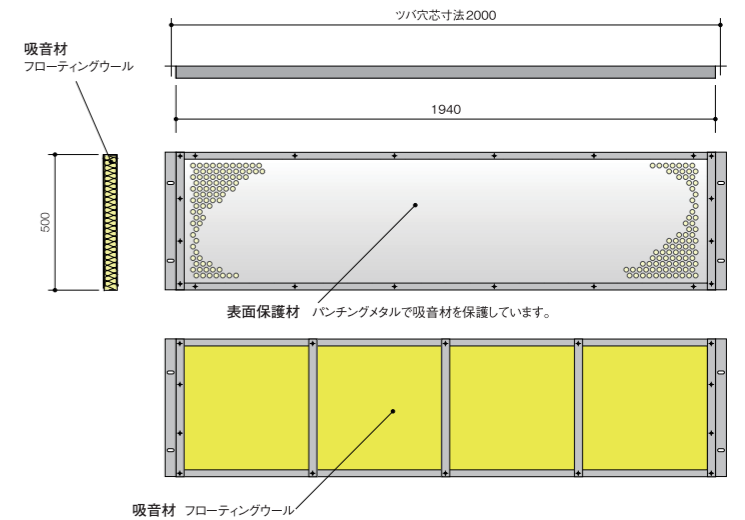 ツバ穴芯寸法2000
吸音材
フローティングウール
1940
500
表面保護材 パンチングメタルで吸音材を保護しています。
吸音材 フローティングウール